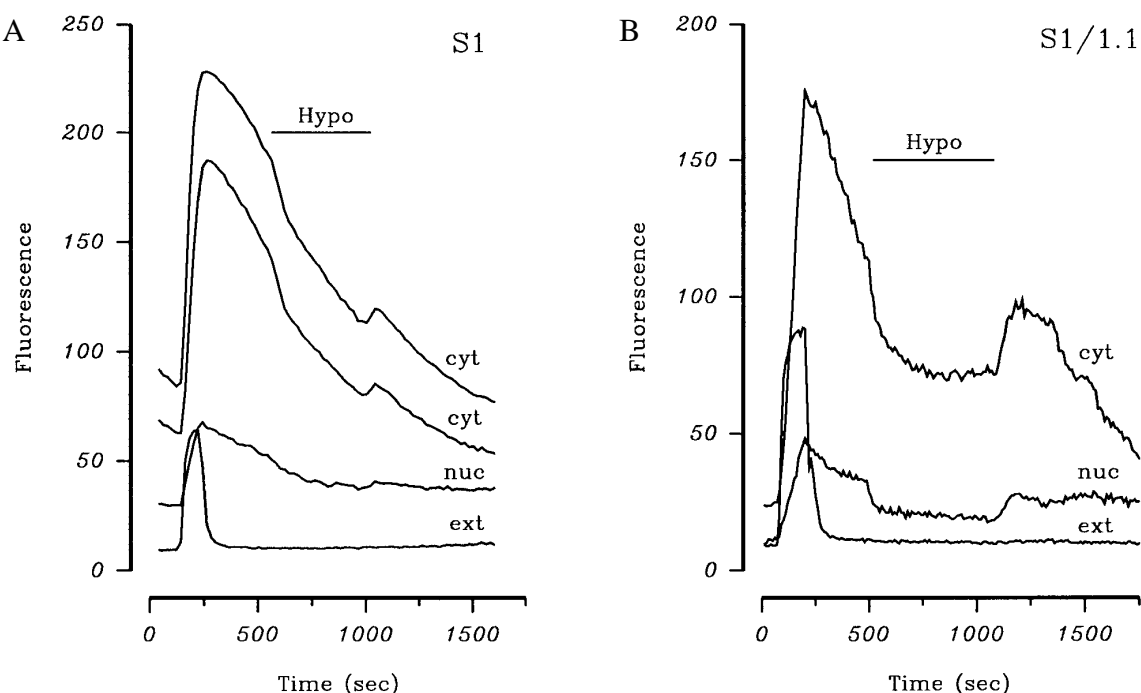 A
S1
250
200
150
100
50
0
Fluorescence
Hypo
cyt
cyt
nuc
ext
0 500 1000 1500
Time (sec)
B
S1/1.1
200
150
100
50
0
Fluorescence
Hypo
cyt
nuc
ext
0 500 1000 1500
Time (sec)